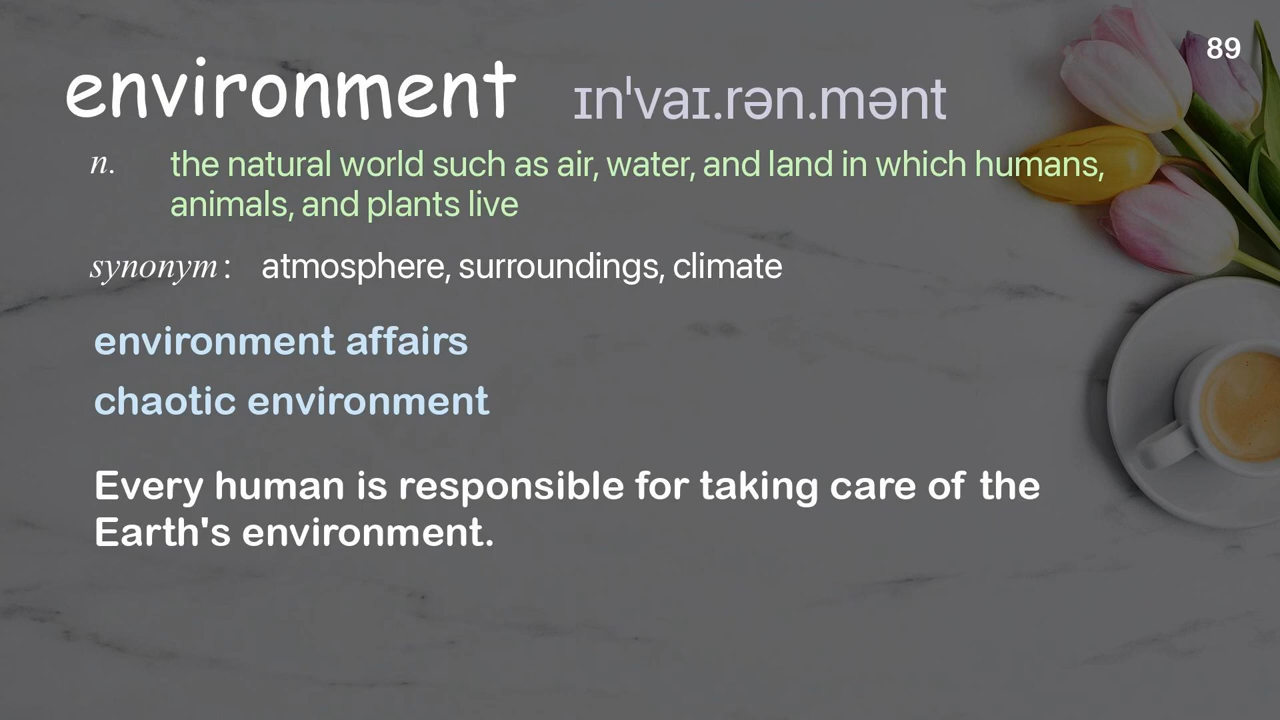 89
environment ɪnˈvaɪ.rən.mənt
n. the natural world such as air, water, and land in which humans,
animals, and plants live
synonym: atmosphere, surroundings, climate
environment affairs
chaotic environment
Every human is responsible for taking care of the
Earth's environment.